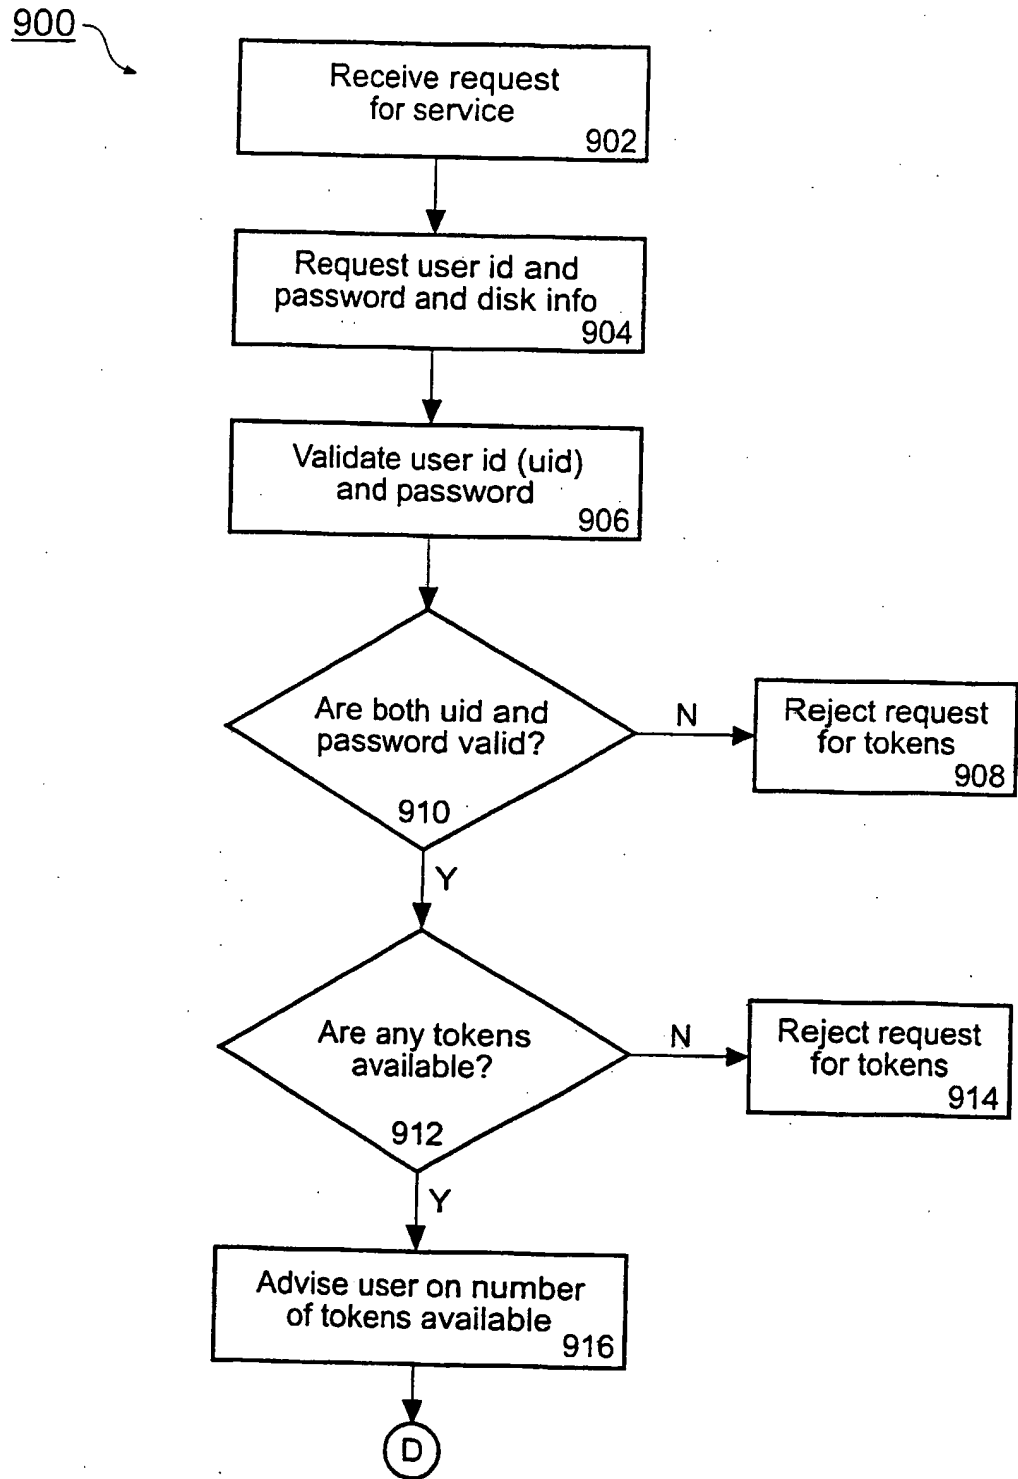 900
Receive request
for service
902
Request user id and
password and disk info
904
Validate user id (uid)
and password
906
Are both uid and
password valid?
910
N
Reject request
for tokens
908
Y
Are any tokens
available?
912
N
Reject request
for tokens
914
Y
Advise user on number
of tokens available
916
D